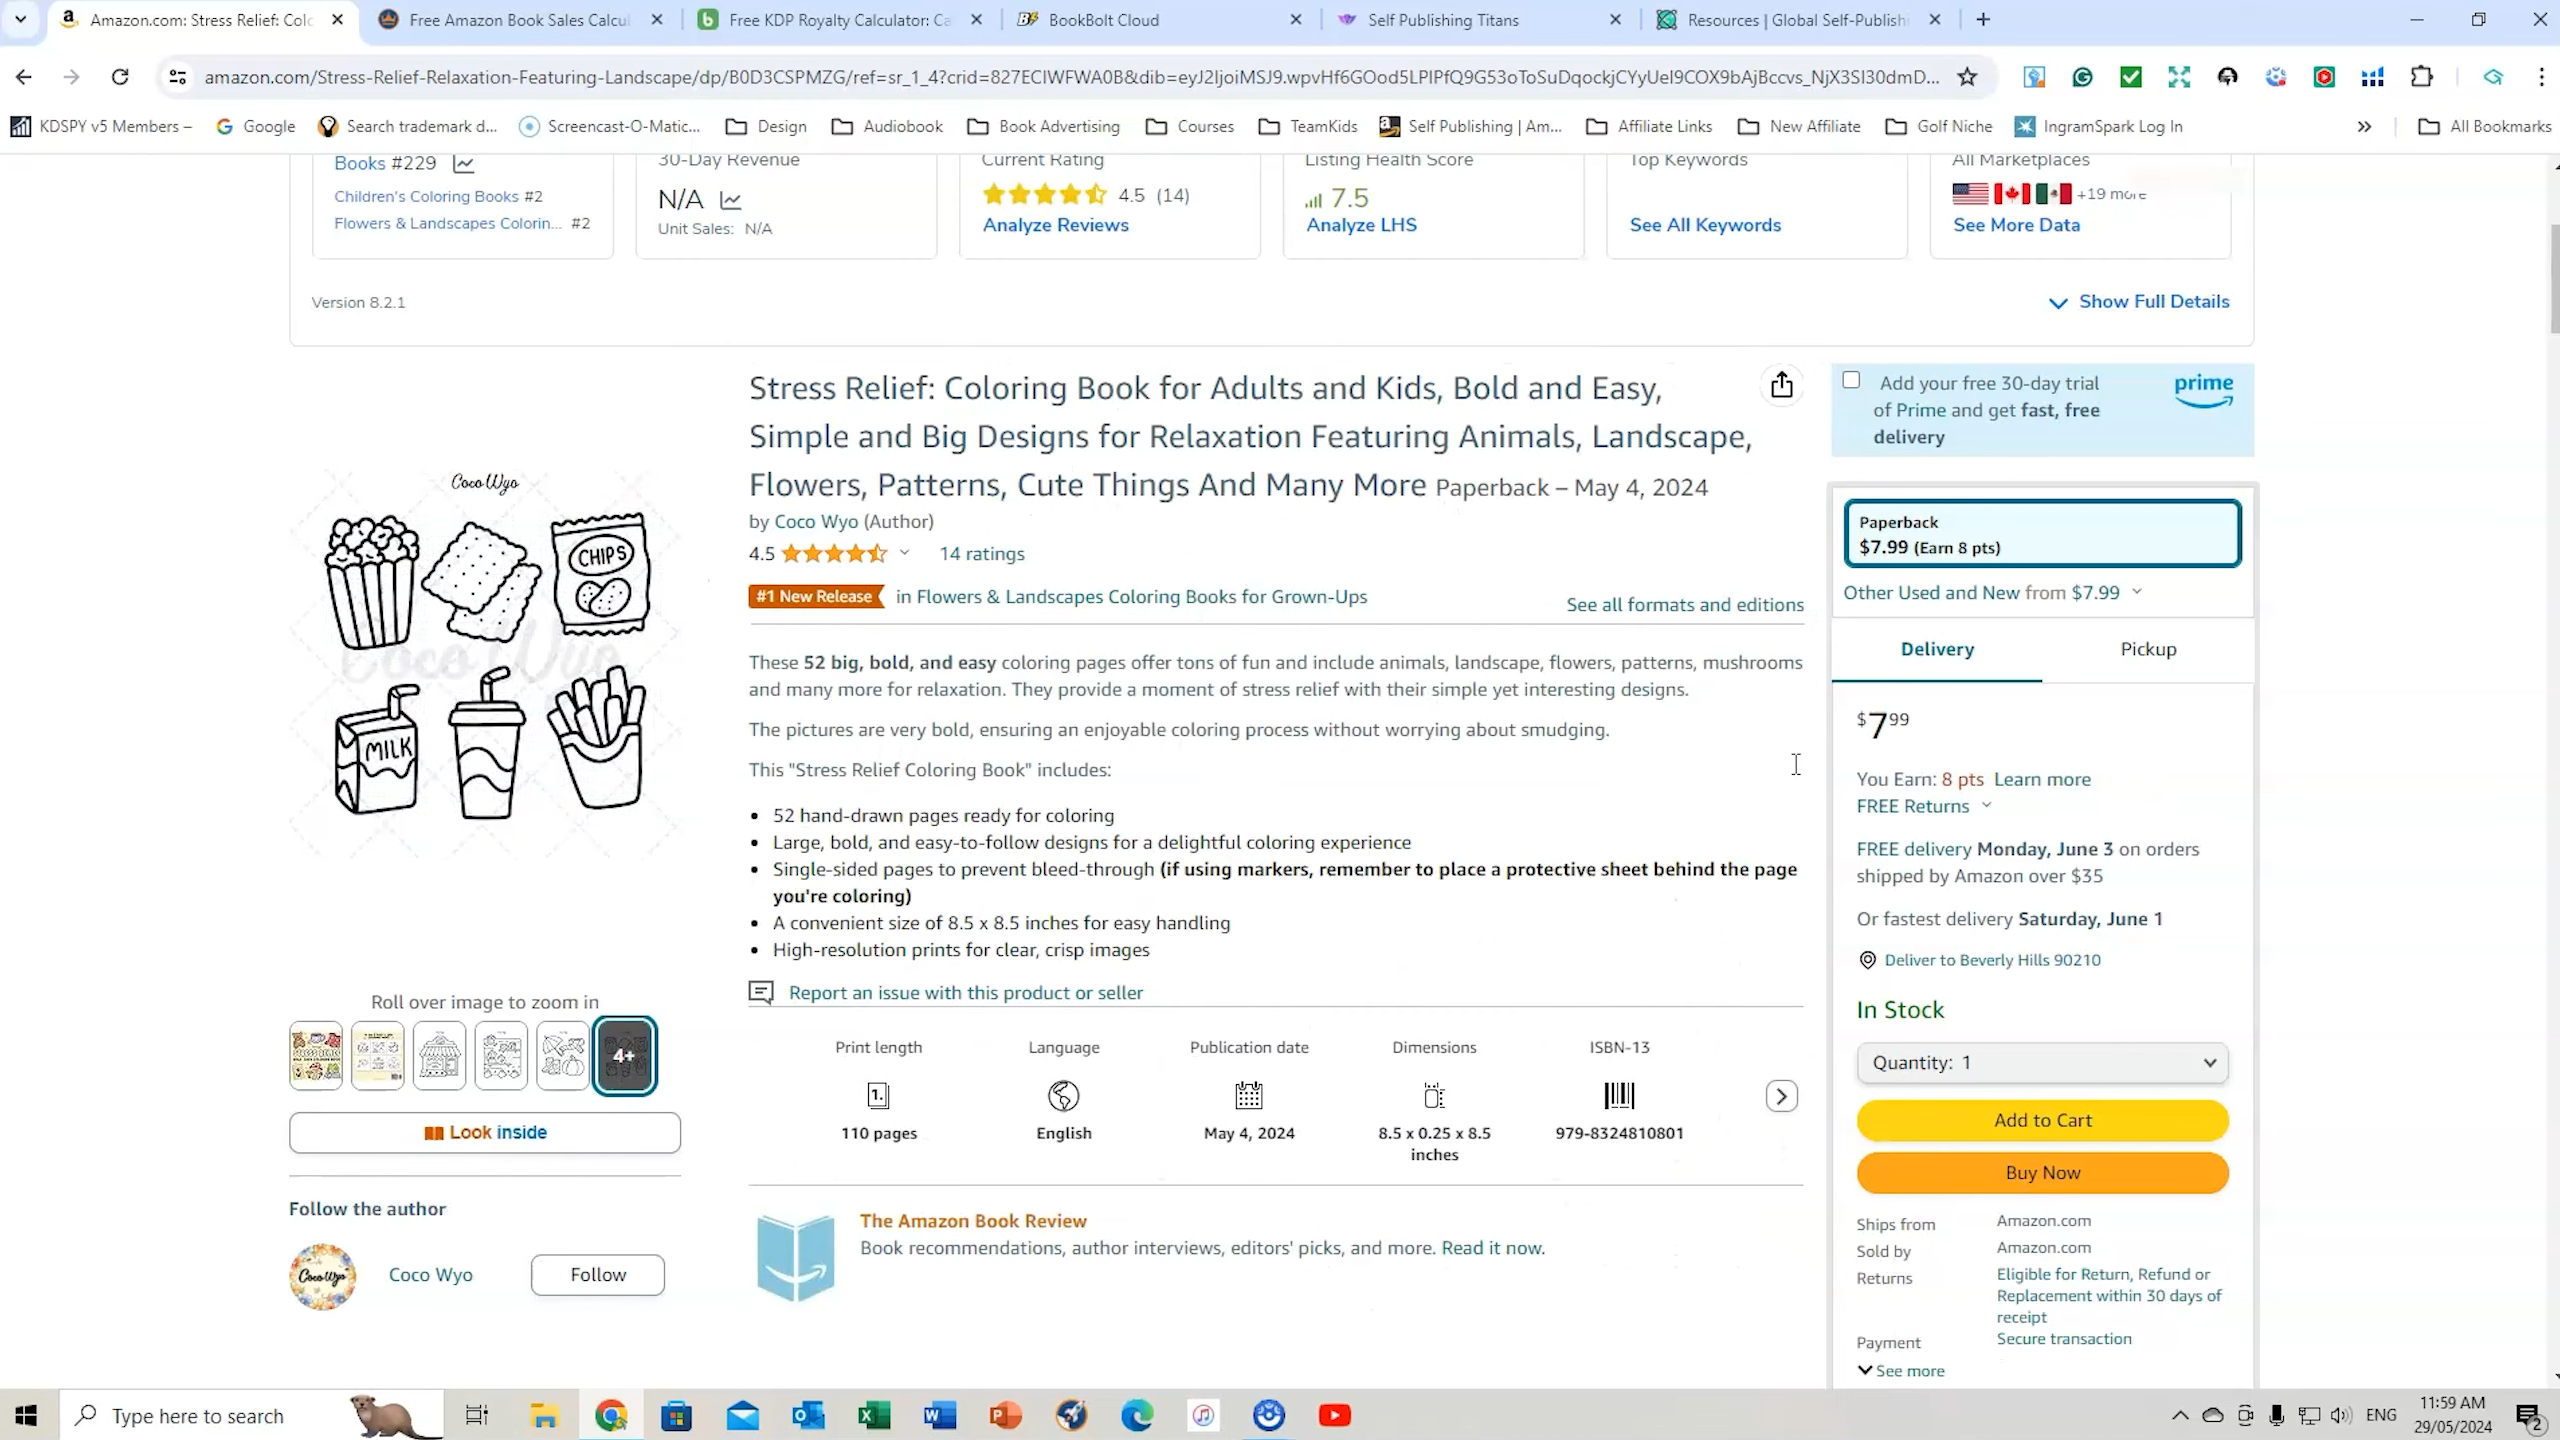 Amazon.com: Stress Relief: Colo
Free Amazon Book Sales Calcul
Free KDP Royalty Calculator: Ca
BookBolt Cloud
Self Publishing Titans
Resources | Global Self-Publishi
amazon.com/Stress-Relief-Relaxation-Featuring-Landscape/dp/B0D3CSPMZG/ref=sr_1_4?crid=827ECIWFWA0B&dib=eyJ2IjoiMSJ9.wpvHf6GOod5LPIPfQ9G53oToSuDqockjCYyUeI9COX9bAjBccvs_NjX3SI30dmD...
KDSPY v5 Members –
Google
Search trademark d...
Screencast-O-Matic...
Design
Audiobook
Book Advertising
Courses
TeamKids
Self Publishing | Am...
Affiliate Links
New Affiliate
Golf Niche
IngramSpark Log In
All Bookmarks
Books #229
Children's Coloring Books #2
Flowers & Landscapes Colorin... #2
30-Day Revenue
N/A
Unit Sales: N/A
Current Rating
4.5 (14)
Analyze Reviews
Listing Health Score
7.5
Analyze LHS
Top Keywords
See All Keywords
All Marketplaces
+19 more
See More Data
Version 8.2.1
Show Full Details
Coco Wyo
CHIPS
Coco Wyo
MILK
Roll over image to zoom in
4+
Look inside
Follow the author
Coco Wyo
Coco Wyo
Follow
Stress Relief: Coloring Book for Adults and Kids, Bold and Easy,
Simple and Big Designs for Relaxation Featuring Animals, Landscape,
Flowers, Patterns, Cute Things And Many More Paperback – May 4, 2024
by Coco Wyo (Author)
4.5 14 ratings
#1 New Release in Flowers & Landscapes Coloring Books for Grown-Ups
See all formats and editions
These 52 big, bold, and easy coloring pages offer tons of fun and include animals, landscape, flowers, patterns, mushrooms
and many more for relaxation. They provide a moment of stress relief with their simple yet interesting designs.
The pictures are very bold, ensuring an enjoyable coloring process without worrying about smudging.
This "Stress Relief Coloring Book" includes:
• 52 hand-drawn pages ready for coloring
• Large, bold, and easy-to-follow designs for a delightful coloring experience
• Single-sided pages to prevent bleed-through (if using markers, remember to place a protective sheet behind the page
you're coloring)
• A convenient size of 8.5 x 8.5 inches for easy handling
• High-resolution prints for clear, crisp images
Report an issue with this product or seller
Print length
1.
110 pages
Language
English
Publication date
May 4, 2024
Dimensions
8.5 x 0.25 x 8.5
inches
ISBN-13
979-8324810801
The Amazon Book Review
Book recommendations, author interviews, editors' picks, and more. Read it now.
Add your free 30-day trial
of Prime and get fast, free
delivery
prime
Paperback
$7.99 (Earn 8 pts)
Other Used and New from $7.99
Delivery
Pickup
$7 99
You Earn: 8 pts Learn more
FREE Returns
FREE delivery Monday, June 3 on orders
shipped by Amazon over $35
Or fastest delivery Saturday, June 1
Deliver to Beverly Hills 90210
In Stock
Quantity: 1
Add to Cart
Buy Now
Ships from Amazon.com
Sold by Amazon.com
Returns Eligible for Return, Refund or
Replacement within 30 days of
receipt
Payment Secure transaction
See more
Type here to search
ENG
11:59 AM
29/05/2024
2